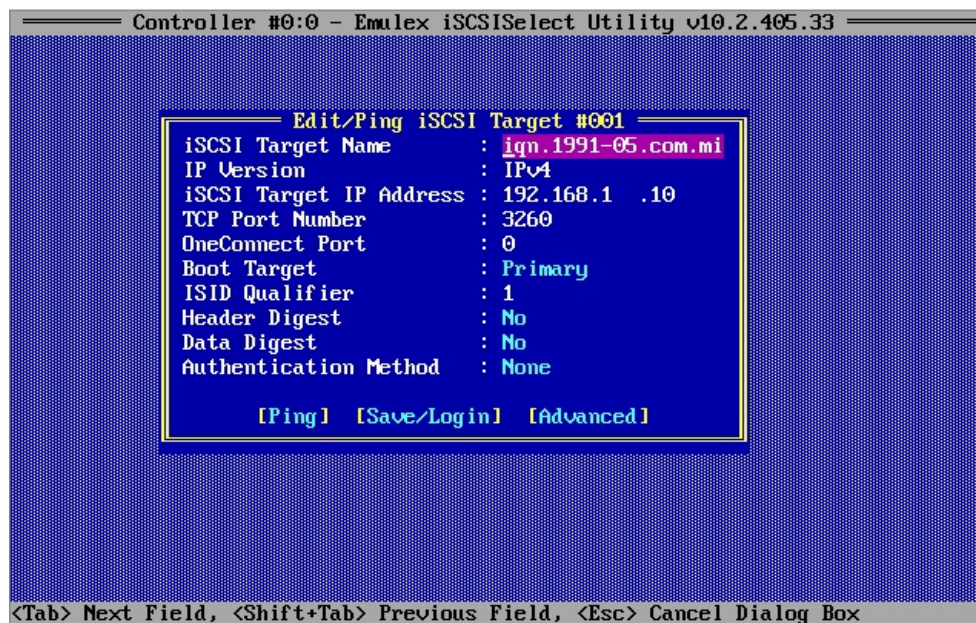 Controller #0:0 - Emulex iSCSISelect Utility v10.2.405.33
Edit/Ping iSCSI Target #001
iSCSI Target Name : iqn.1991-05.com.mi
IP Version : IPv4
iSCSI Target IP Address : 192.168.1 .10
TCP Port Number : 3260
OneConnect Port : 0
Boot Target : Primary
ISID Qualifier : 1
Header Digest : No
Data Digest : No
Authentication Method : None
[Ping] [Save/Login] [Advanced]
<Tab> Next Field, <Shift+Tab> Previous Field, <Esc> Cancel Dialog Box